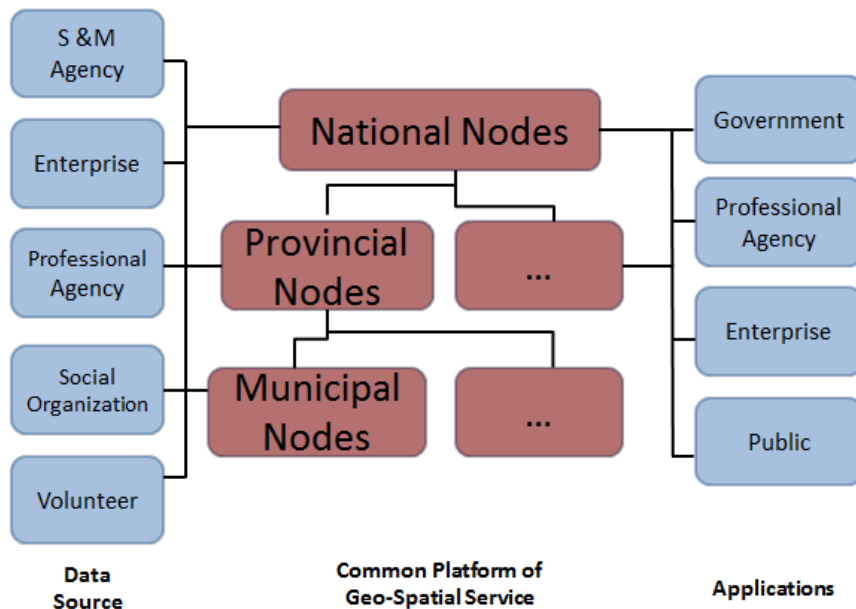 S &M
Agency
Enterprise
Professional
Agency
Social
Organization
Volunteer
Data
Source
National Nodes
Provincial
Nodes
...
Municipal
Nodes
...
Common Platform of
Geo-Spatial Service
Government
Professional
Agency
Enterprise
Public
Applications